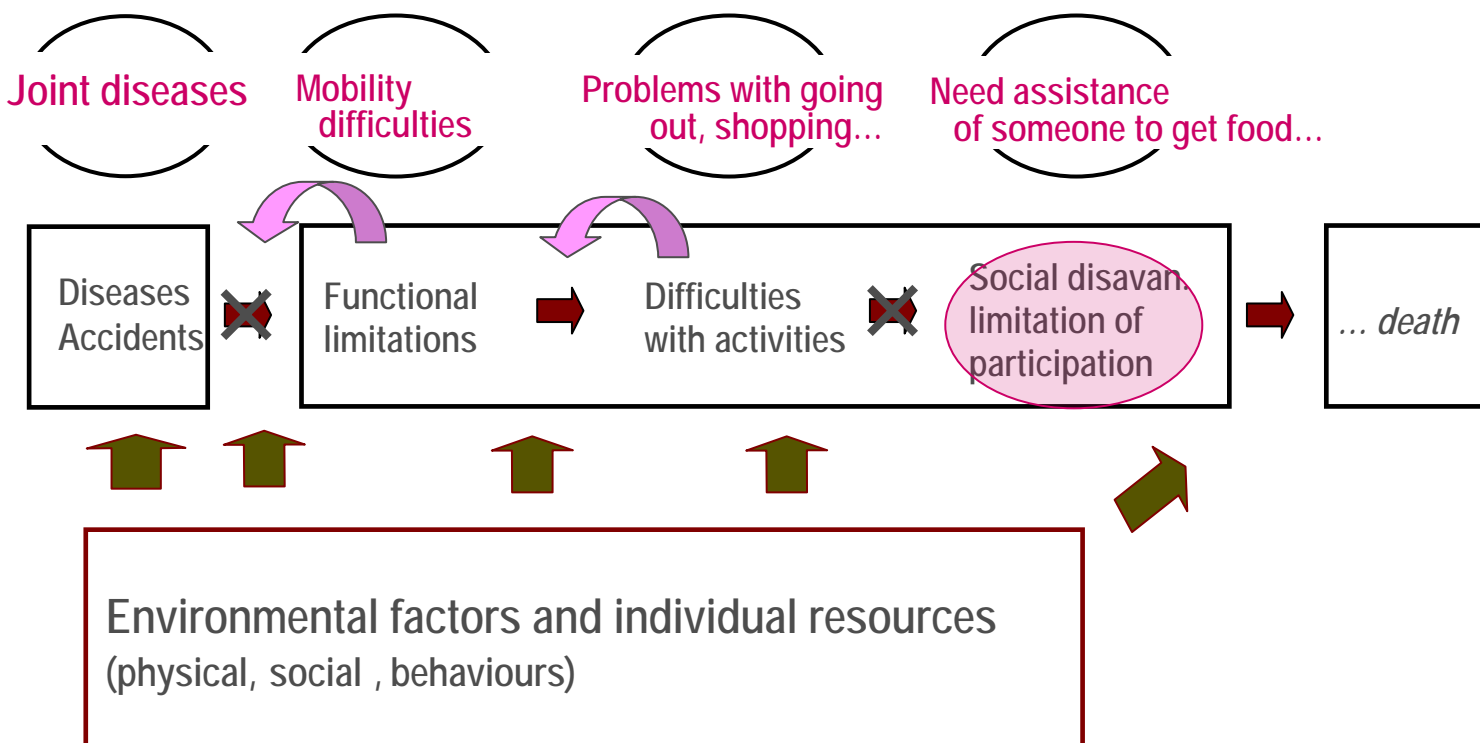 Joint diseases
Mobility
difficulties
Problems with going
out, shopping...
Need assistance
of someone to get food...
Diseases
Accidents
Functional
limitations
Difficulties
with activities
Social disavan.
limitation of
participation
... death
Environmental factors and individual resources
(physical, social , behaviours)